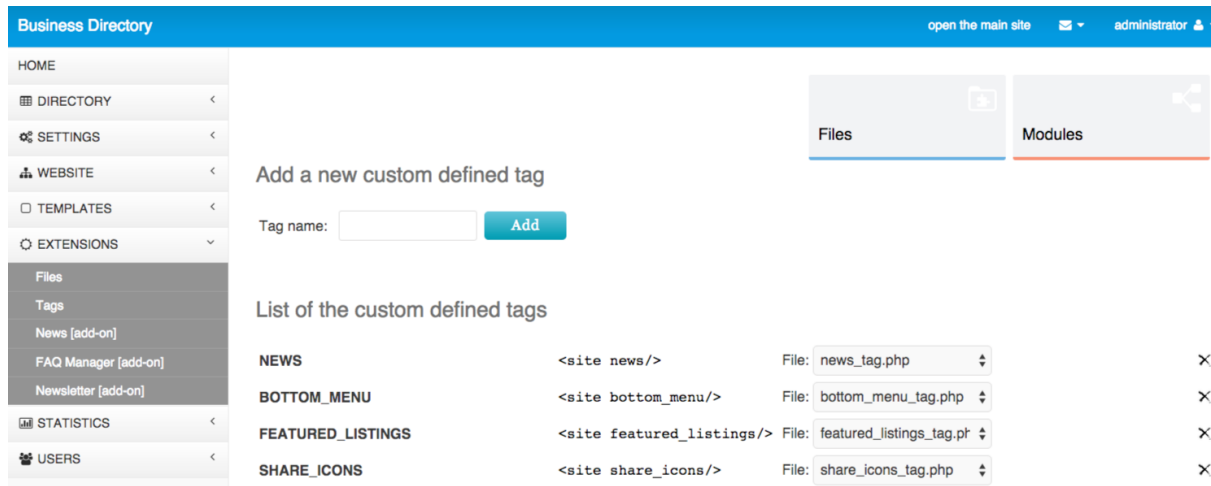 Business Directory
open the main site
administrator
HOME
DIRECTORY
SETTINGS
WEBSITE
TEMPLATES
EXTENSIONS
Files
Tags
News [add-on]
FAQ Manager [add-on]
Newsletter [add-on]
STATISTICS
USERS
Files
Modules
Add a new custom defined tag
Tag name:
Add
List of the custom defined tags
NEWS <site news/> File: news_tag.php
BOTTOM_MENU <site bottom_menu/> File: bottom_menu_tag.php
FEATURED_LISTINGS <site featured_listings/> File: featured_listings_tag.ph
SHARE_ICONS <site share_icons/> File: share_icons_tag.php